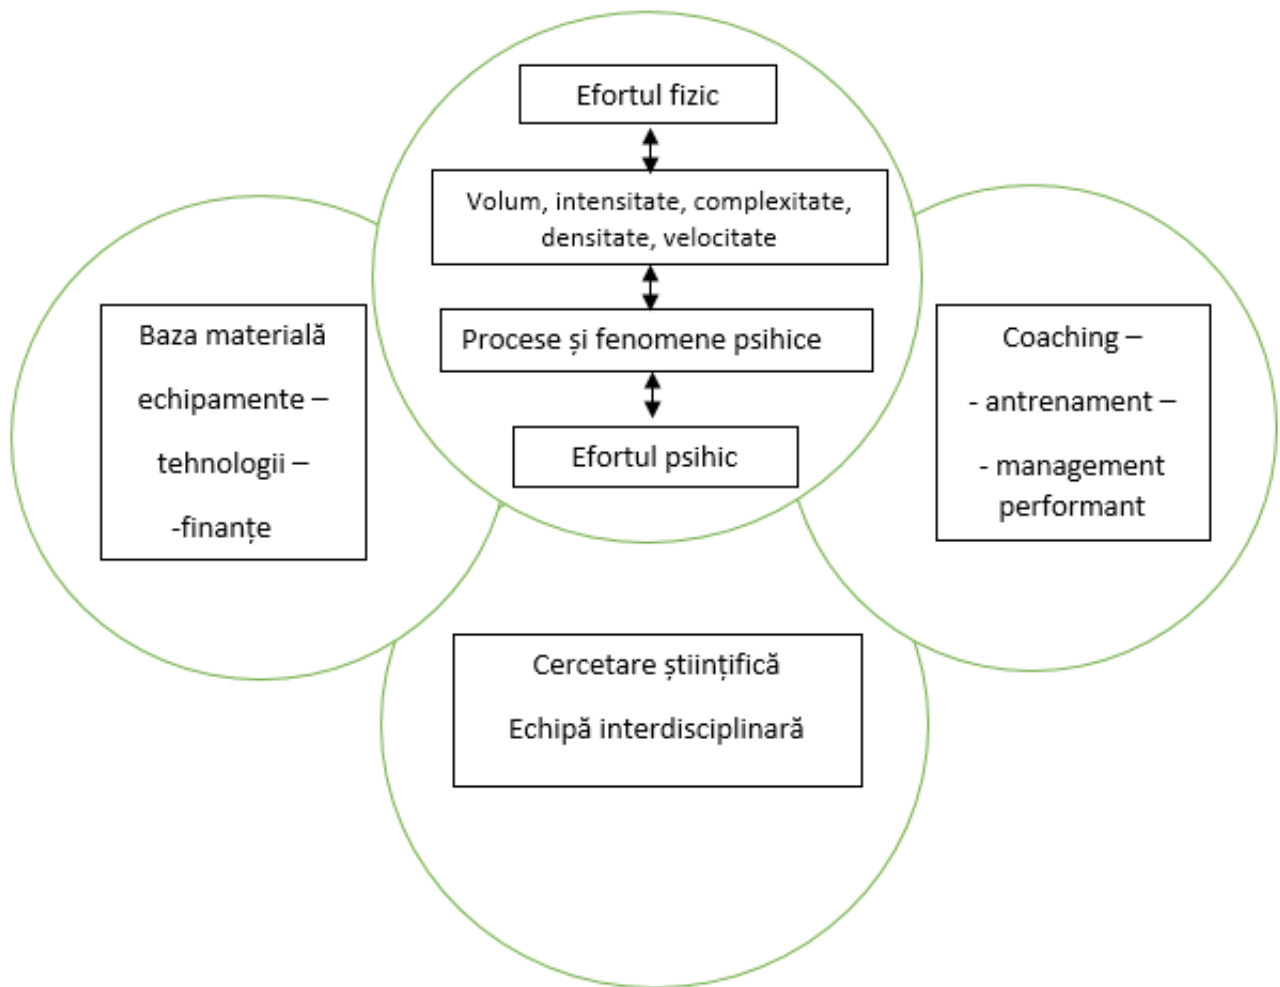 Efortul fizic
Volum, intensitate, complexitate,
densitate, velocitate
Procese și fenomene psihice
Efortul psihic
Baza materială
echipamente –
tehnologii –
-finanțe
Coaching –
- antrenament –
- management
performant
Cercetare științifică
Echipă interdisciplinară